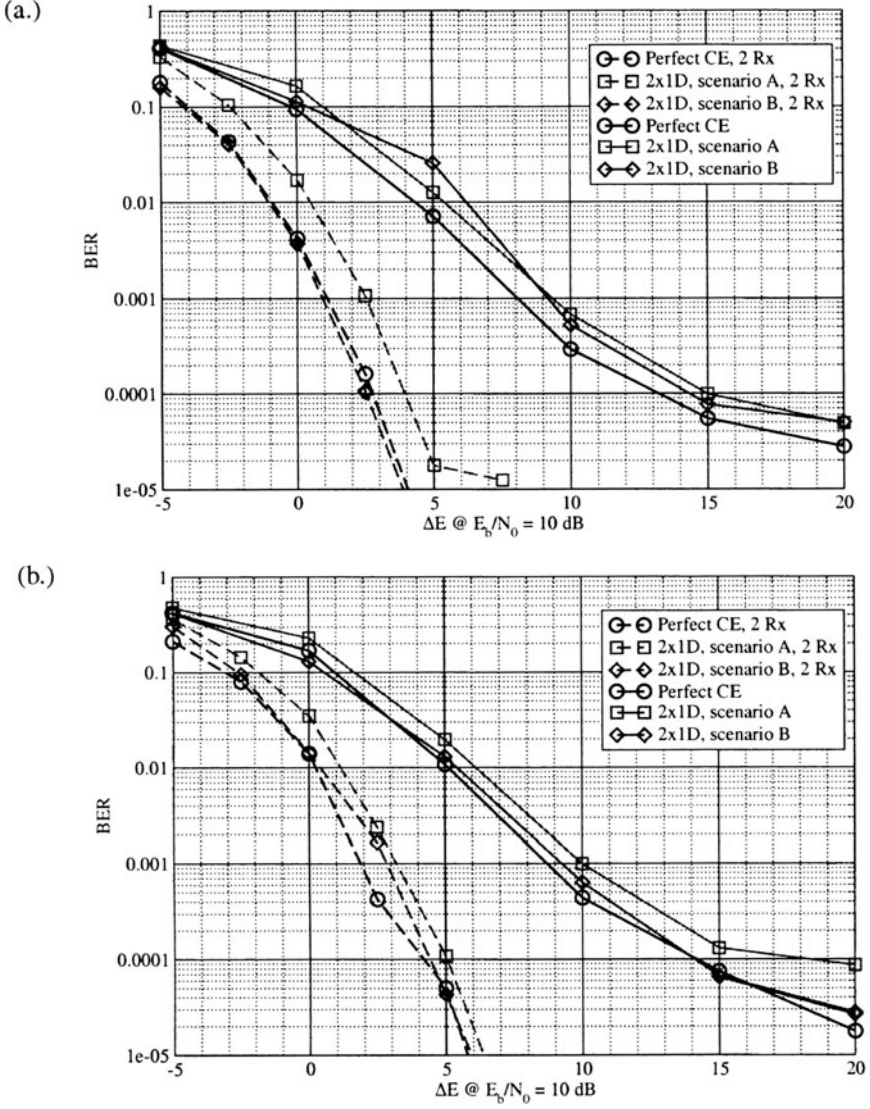 (a.)
1
0.1
0.01
0.001
0.0001
1e-05
BER
Perfect CE, 2 Rx
2x1D, scenario A, 2 Rx
2x1D, scenario B, 2 Rx
Perfect CE
2x1D, scenario A
2x1D, scenario B
-5 0 5 10 15 20
ΔE @ E_b/N_0 = 10 dB
(b.)
1
0.1
0.01
0.001
0.0001
1e-05
BER
Perfect CE, 2 Rx
2x1D, scenario A, 2 Rx
2x1D, scenario B, 2 Rx
Perfect CE
2x1D, scenario A
2x1D, scenario B
-5 0 5 10 15 20
ΔE @ E_b/N_0 = 10 dB